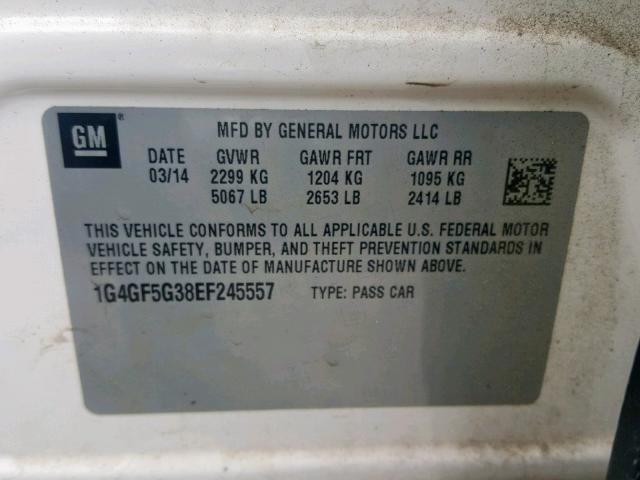 GM®
MFD BY GENERAL MOTORS LLC
DATE GVWR GAWR FRT GAWR RR
03/14 2299 KG 1204 KG 1095 KG
5067 LB 2653 LB 2414 LB
THIS VEHICLE CONFORMS TO ALL APPLICABLE U.S. FEDERAL MOTOR
VEHICLE SAFETY, BUMPER, AND THEFT PREVENTION STANDARDS IN
EFFECT ON THE DATE OF MANUFACTURE SHOWN ABOVE.
1G4GF5G38EF245557 TYPE: PASS CAR